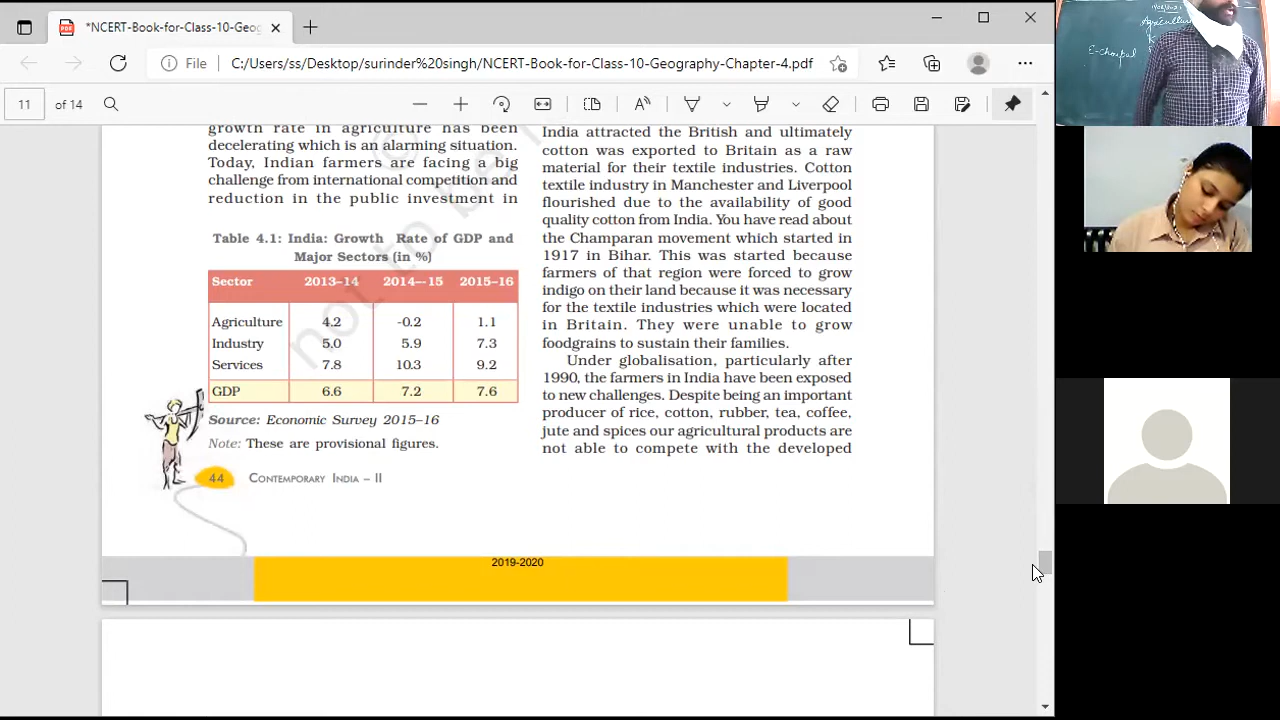 *NCERT-Book-for-Class-10-Geog
File C:/Users/ss/Desktop/surinder%20singh/NCERT-Book-for-Class-10-Geography-Chapter-4.pdf
11 of 14
growth rate in agriculture has been
decelerating which is an alarming situation.
Today, Indian farmers are facing a big
challenge from international competition and
reduction in the public investment in
Table 4.1: India: Growth Rate of GDP and
Major Sectors (in %)
Sector 2013–14 2014–-15 2015–16
Agriculture 4.2 -0.2 1.1
Industry 5.0 5.9 7.3
Services 7.8 10.3 9.2
GDP 6.6 7.2 7.6
Source: Economic Survey 2015–16
Note: These are provisional figures.
44 CONTEMPORARY INDIA – II
India attracted the British and ultimately
cotton was exported to Britain as a raw
material for their textile industries. Cotton
textile industry in Manchester and Liverpool
flourished due to the availability of good
quality cotton from India. You have read about
the Champaran movement which started in
1917 in Bihar. This was started because
farmers of that region were forced to grow
indigo on their land because it was necessary
for the textile industries which were located
in Britain. They were unable to grow
foodgrains to sustain their families.
Under globalisation, particularly after
1990, the farmers in India have been exposed
to new challenges. Despite being an important
producer of rice, cotton, rubber, tea, coffee,
jute and spices our agricultural products are
not able to compete with the developed
not to be
2019-2020
Agriculture
E-choupal